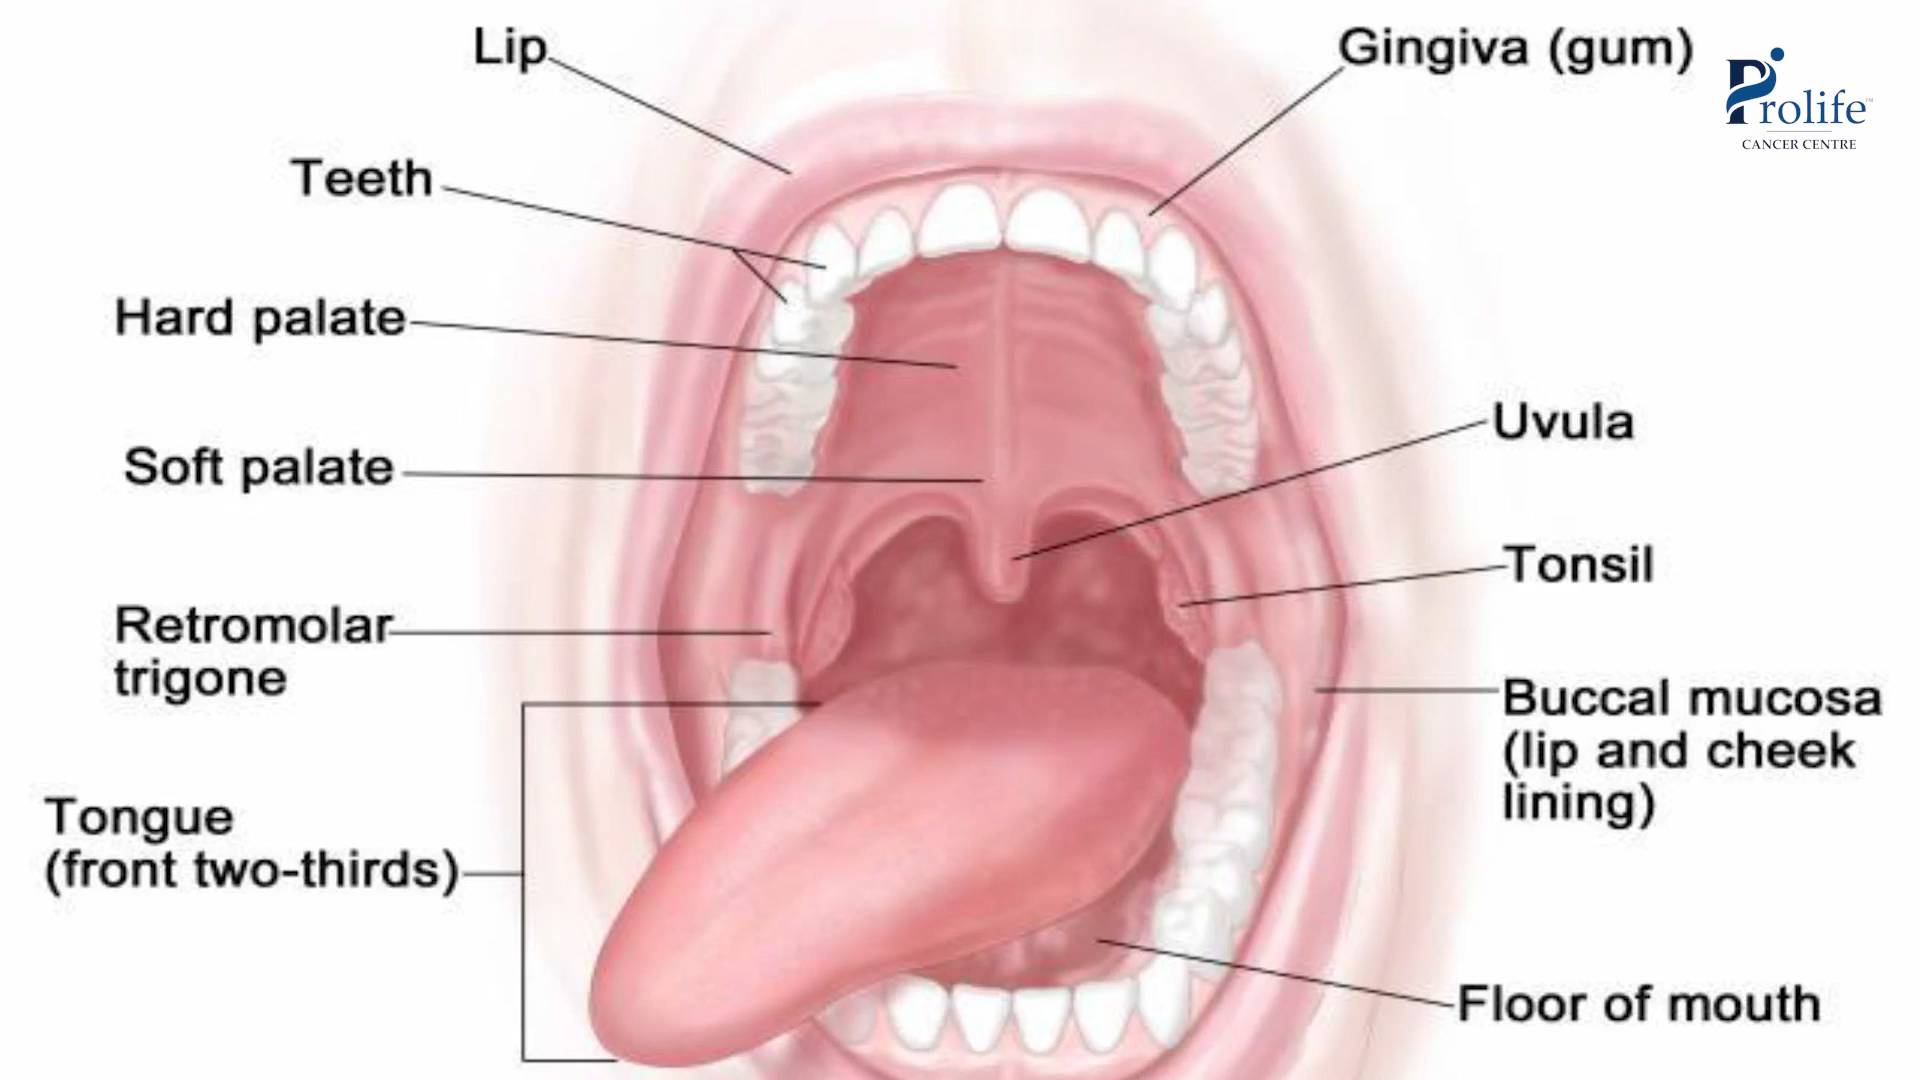 Lip
Gingiva (gum)
Prolife™
CANCER CENTRE
Teeth
Hard palate
Soft palate
Uvula
Tonsil
Retromolar
trigone
Buccal mucosa
(lip and cheek
lining)
Tongue
(front two-thirds)
Floor of mouth